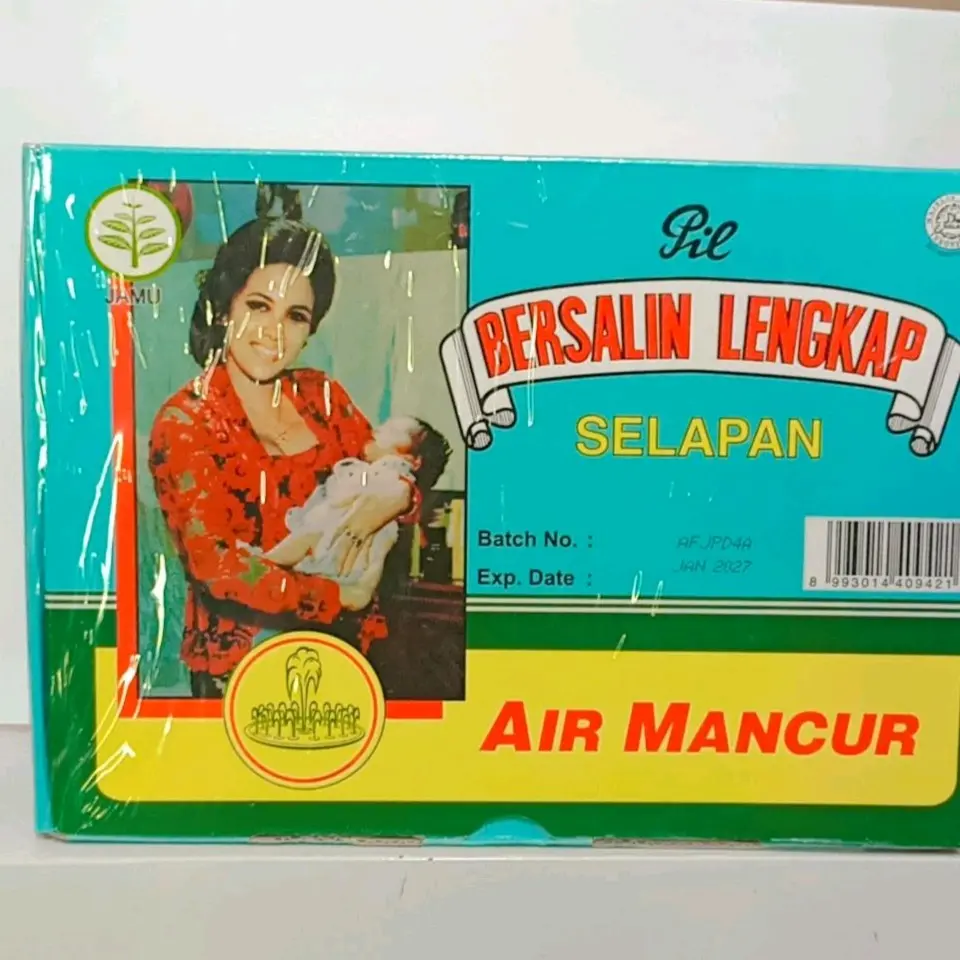 JAMU
Pil
BERSALIN LENGKAP
SELAPAN
Batch No. : AFJPD4A
Exp. Date : JAN 2027
8 993014 409421
AIR MANCUR